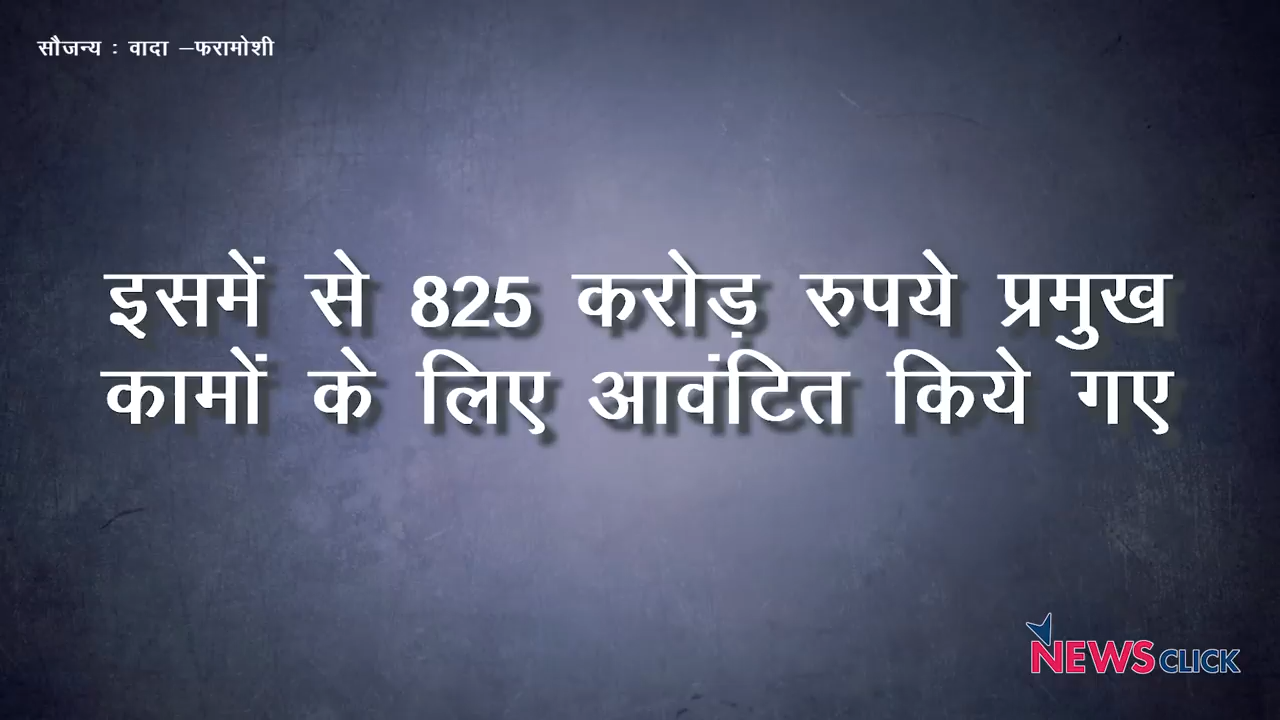 सौजन्य : वादा –फरामोशी
इसमें से 825 करोड़ रुपये प्रमुख
कामों के लिए आवंटित किये गए
NEWSCLICK